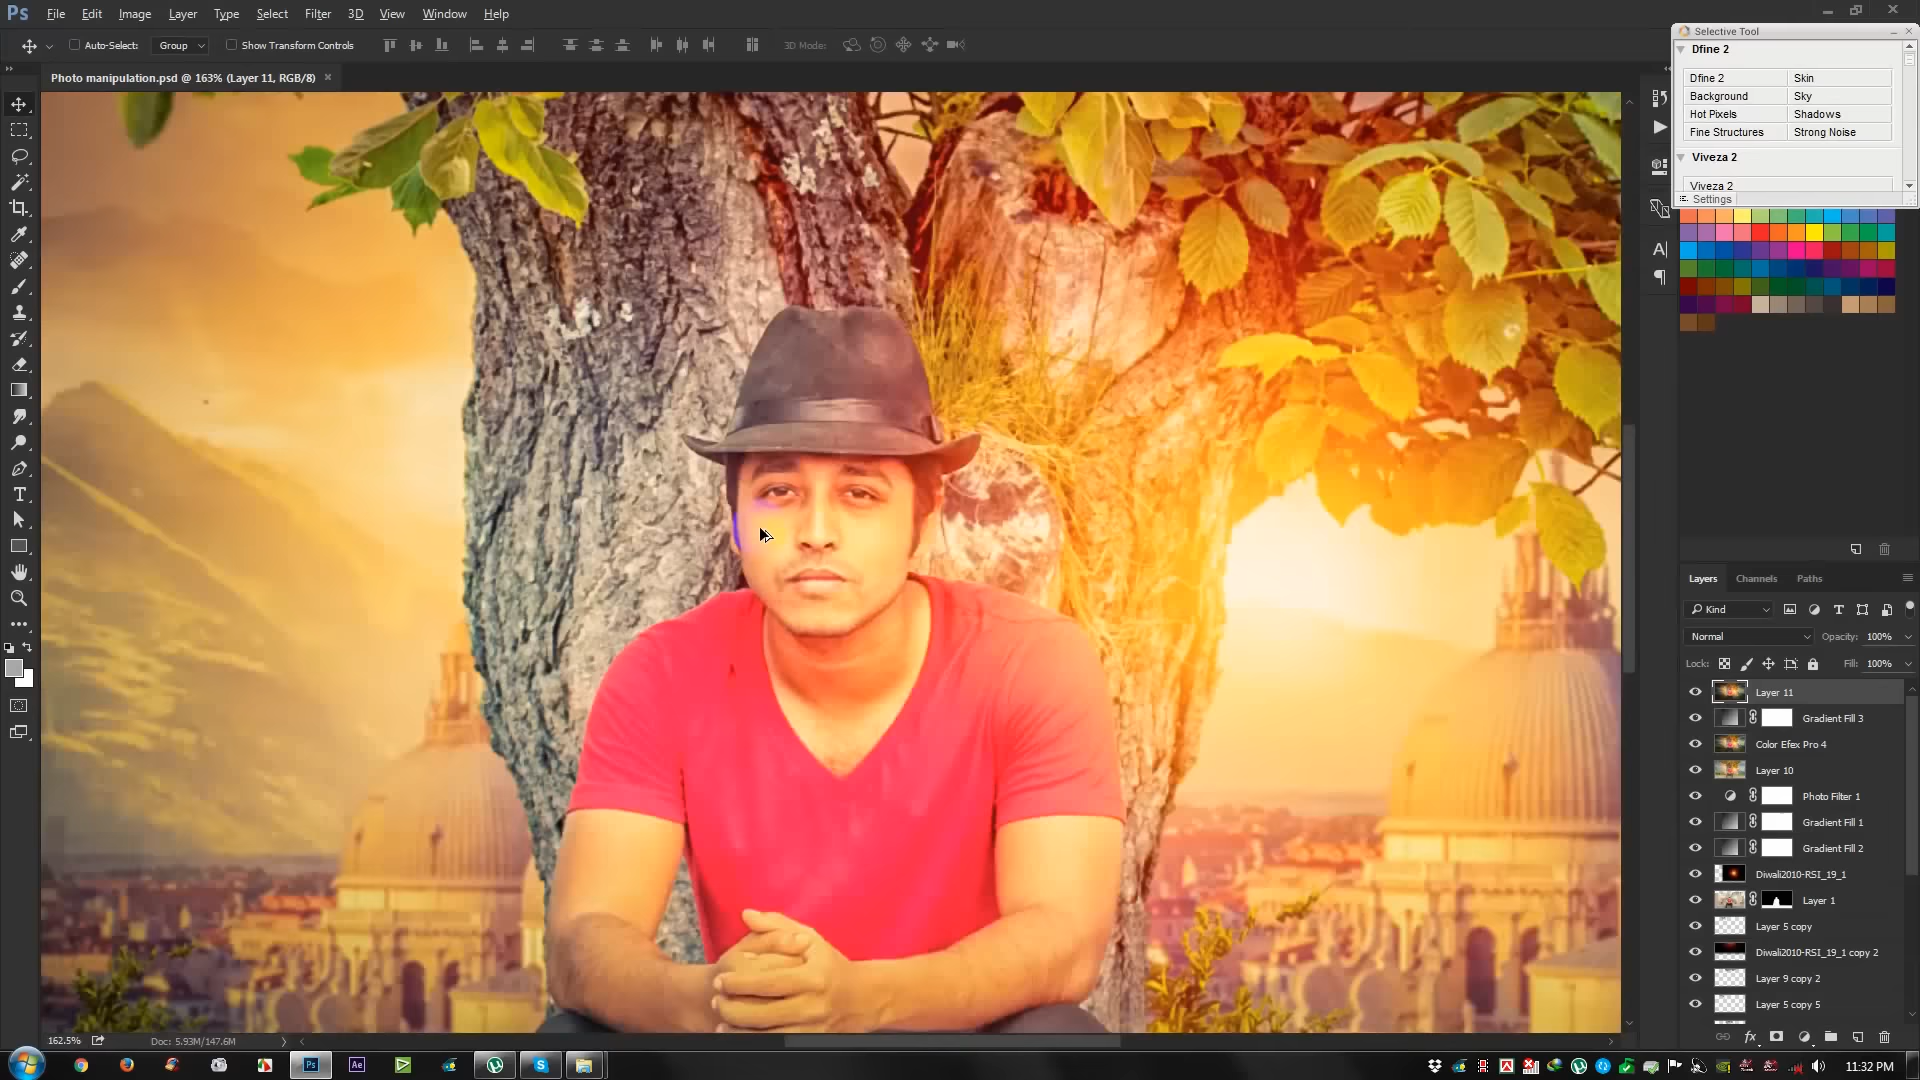 Ps File Edit Image Layer Type Select Filter 3D View Window Help
Auto-Select: Group Show Transform Controls 3D Mode:
Photo manipulation.psd @ 163% (Layer 11, RGB/8) ×
Selective Tool
Dfine 2
Dfine 2 Skin
Background Sky
Hot Pixels Shadows
Fine Structures Strong Noise
Viveza 2
Viveza 2
Settings
Layers Channels Paths
Kind
Normal Opacity: 100%
Lock: Fill: 100%
Layer 11
Gradient Fill 3
Color Efex Pro 4
Layer 10
Photo Filter 1
Gradient Fill 1
Gradient Fill 2
Diwali2010-RSI_19_1
Layer 1
Layer 5 copy
Diwali2010-RSI_19_1 copy 2
Layer 9 copy 2
Layer 5 copy 5
fx
162.5% Doc: 5.93M/147.6M
Ps Ae 11:32 PM